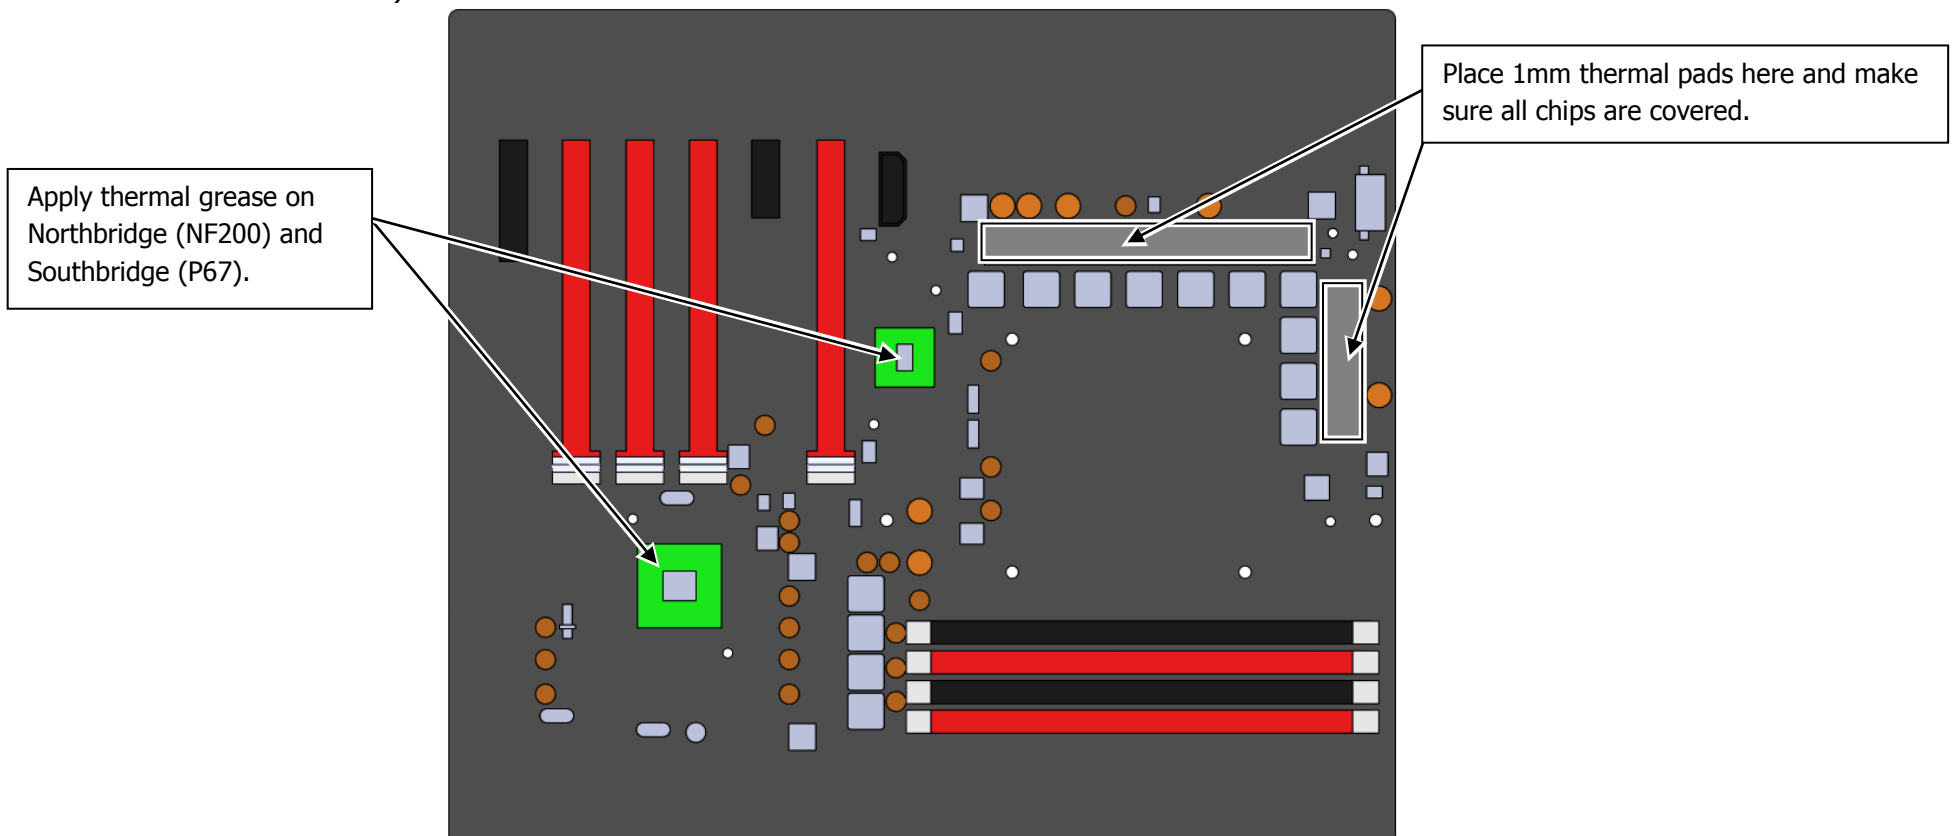 Place 1mm thermal pads here and make
sure all chips are covered.
Apply thermal grease on
Northbridge (NF200) and
Southbridge (P67).